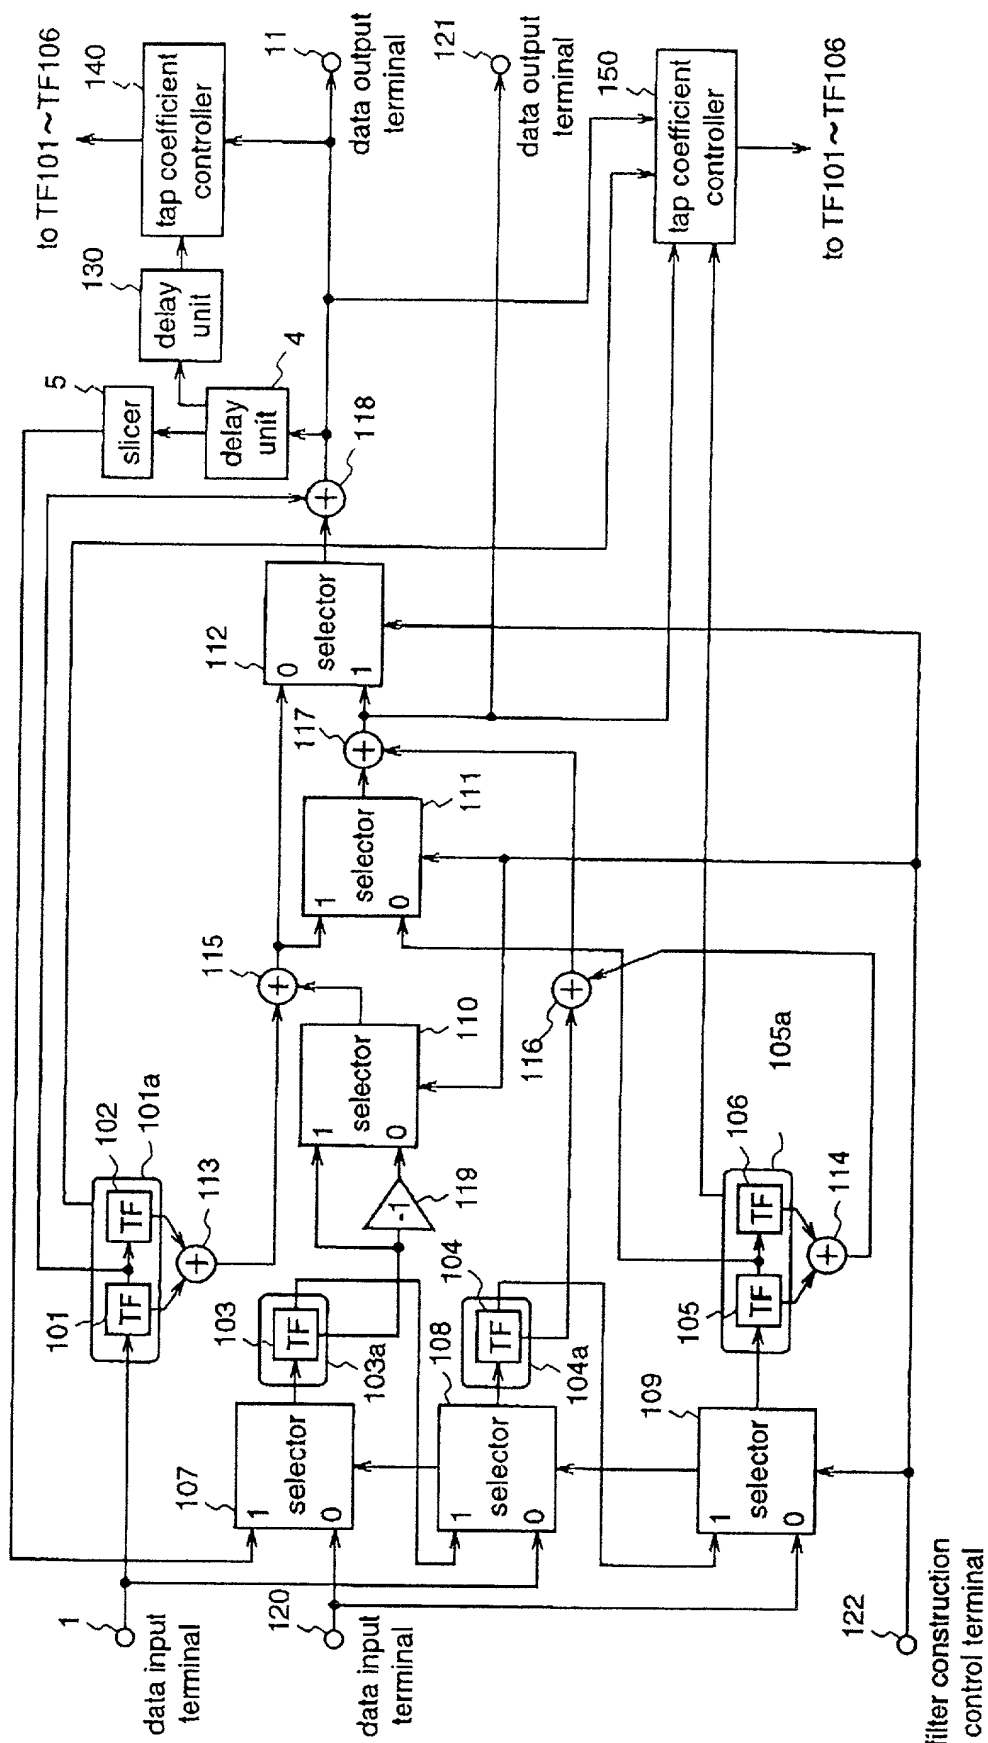 1
data input
terminal
120
data input
terminal
122
filter construction
control terminal
101
TF
102
TF
101a
113
+
107
selector
1
0
103
TF
103a
108
selector
1
0
104
TF
104a
109
selector
1
0
105
TF
106
TF
105a
114
+
119
-1
110
selector
1
0
115
+
116
+
111
selector
1
0
117
+
112
selector
0
1
118
+
5
slicer
4
delay
unit
130
delay
unit
140
tap coefficient
controller
to TF101~TF106
11
data output
terminal
121
data output
terminal
150
tap coefficient
controller
to TF101~TF106